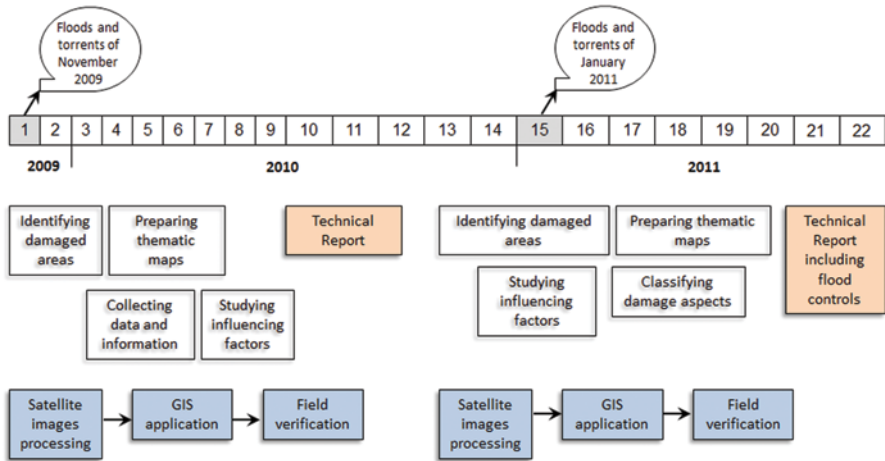 Floods and
torrents of
November
2009
Floods and
torrents of
January
2011
1 2 3 4 5 6 7 8 9 10 11 12 13 14 15 16 17 18 19 20 21 22
2009 2010 2011
Identifying
damaged
areas
Preparing
thematic
maps
Technical
Report
Identifying damaged
areas
Preparing thematic
maps
Technical
Report
including
flood
controls
Collecting
data and
information
Studying
influencing
factors
Studying
influencing
factors
Classifying
damage aspects
Satellite
images
processing
GIS
application
Field
verification
Satellite
images
processing
GIS
application
Field
verification